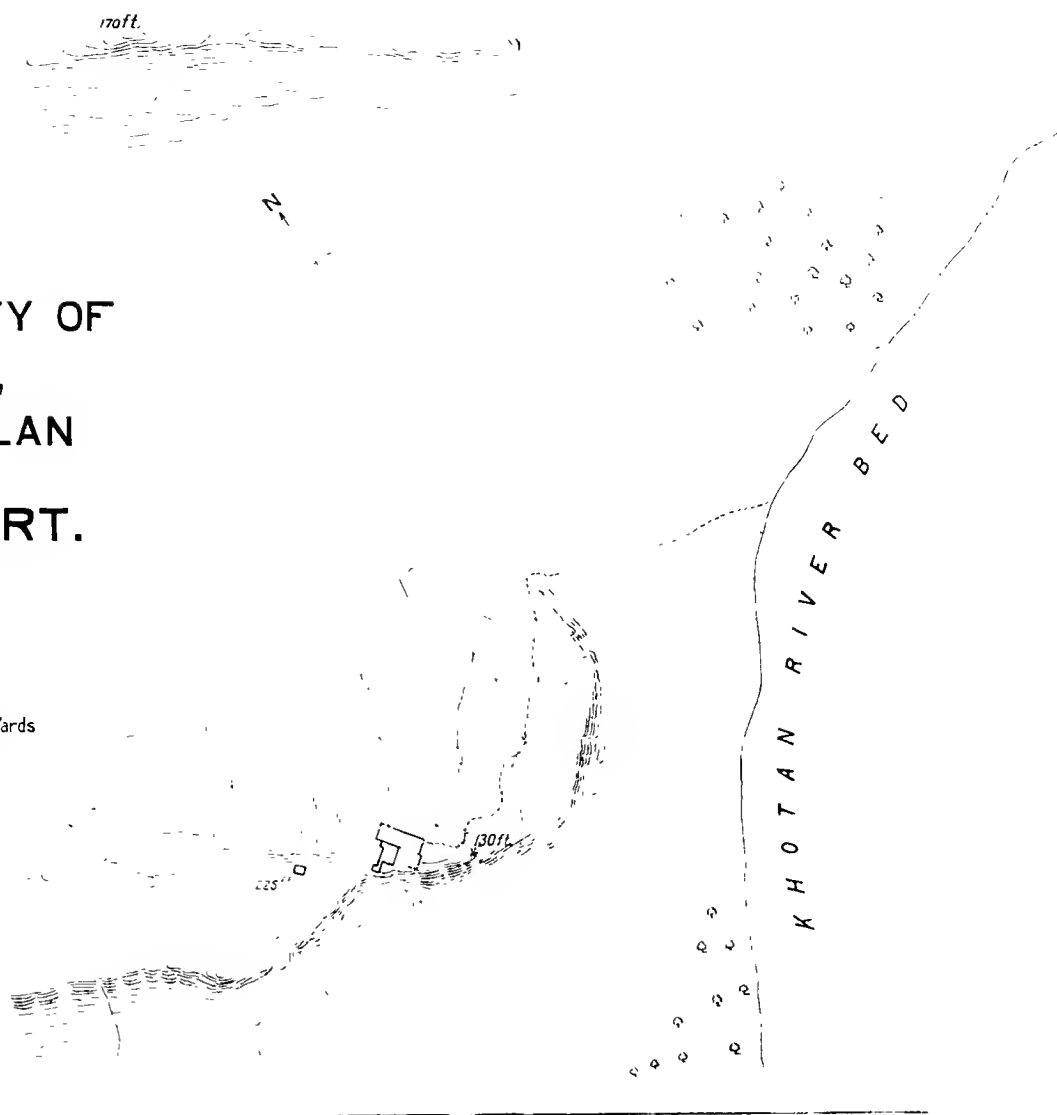 170ft.
N
Y OF
LAN
RT.
Yards
130ft.
KHOTAN RIVER BED